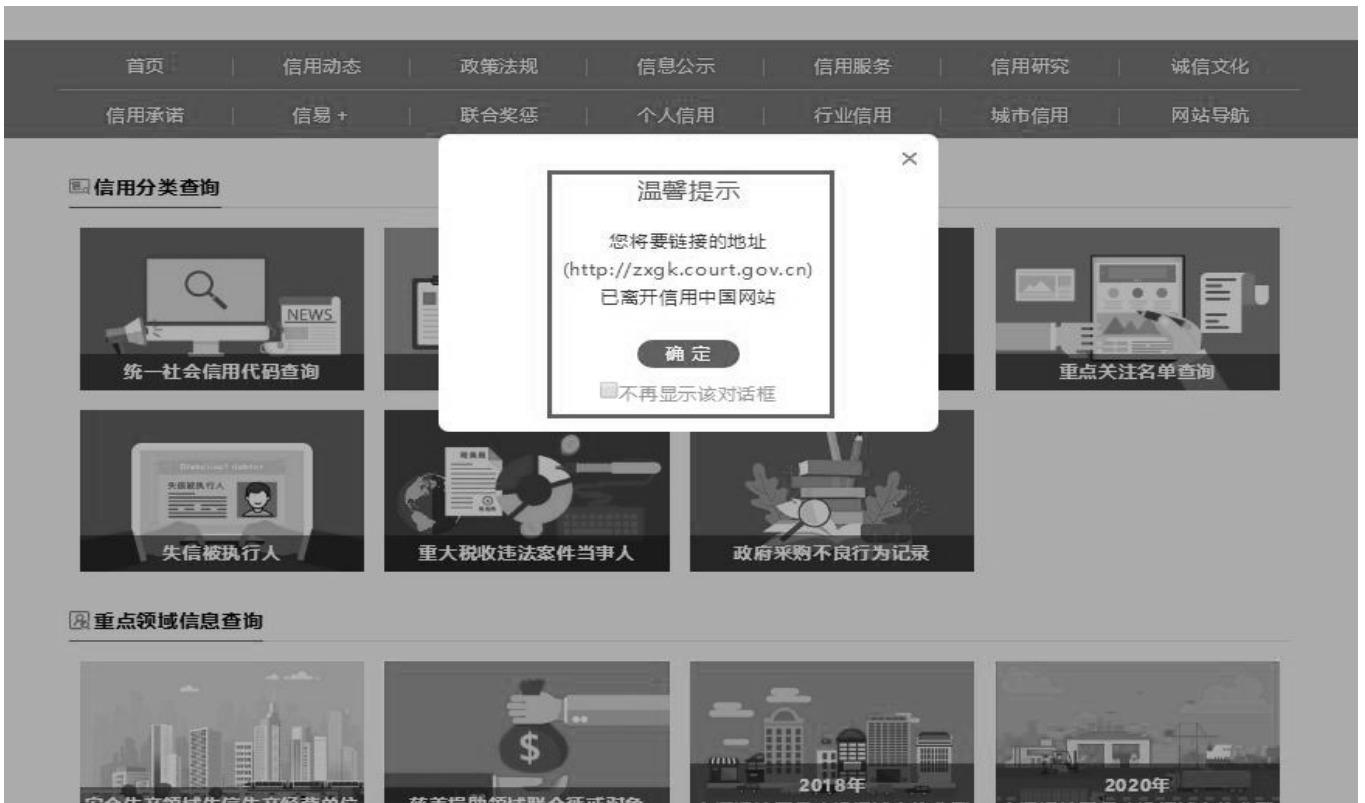 首页 信用动态 政策法规 信息公示 信用服务 信用研究 诚信文化
信用承诺 信易+ 联合奖惩 个人信用 行业信用 城市信用 网站导航
×
温馨提示
您将要链接的地址
(http://zxgk.court.gov.cn)
已离开信用中国网站
确 定
不再显示该对话框
信用分类查询
NEWS
统一社会信用代码查询
重点关注名单查询
失信被执行人
失信被执行人
重大税收违法案件当事人
政府采购不良行为记录
重点领域信息查询
2018年
2020年